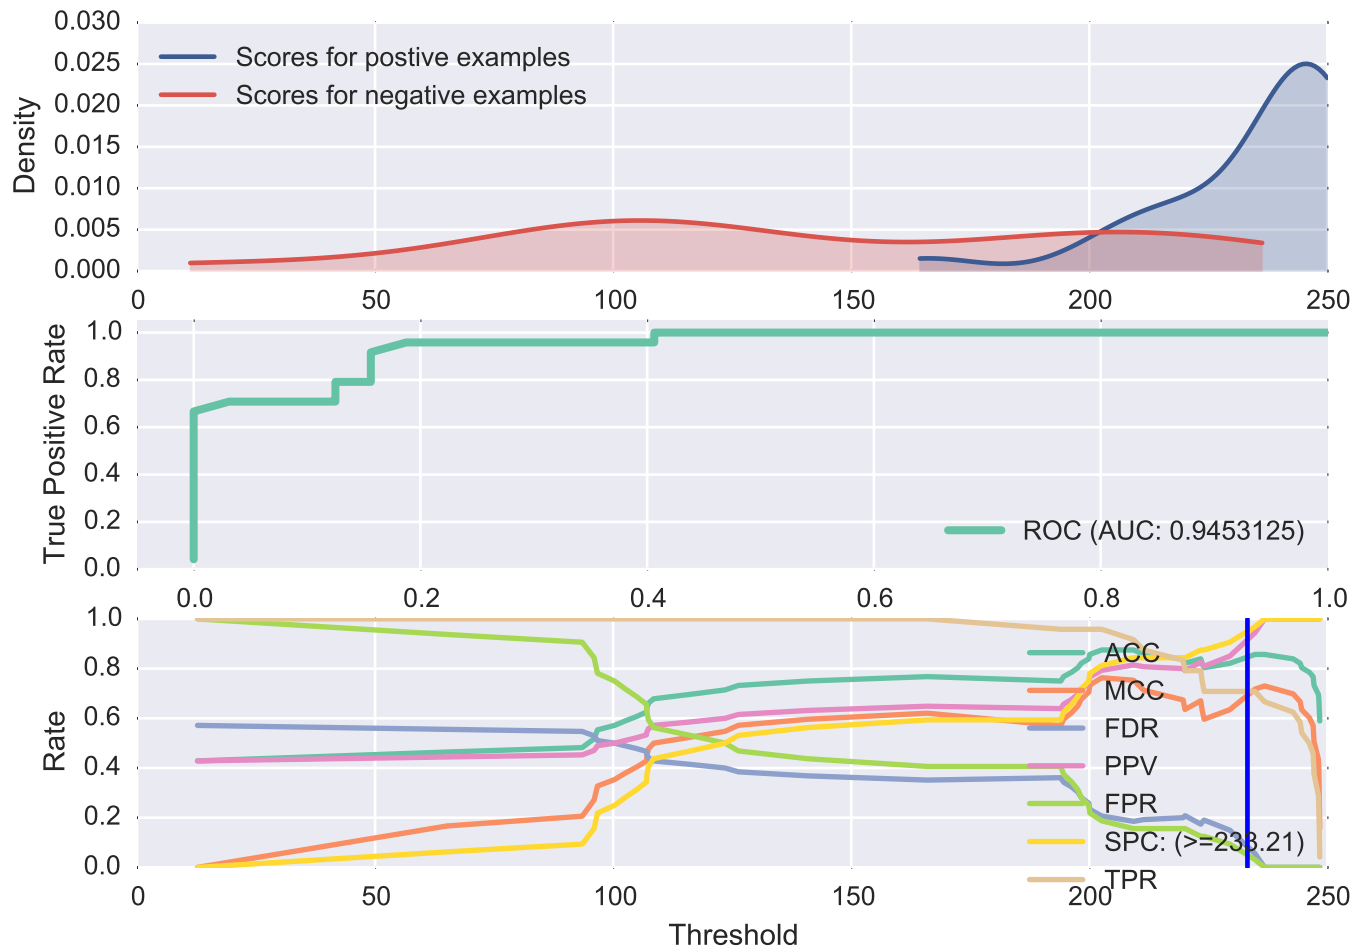 0.030
0.025
0.020
0.015
0.010
0.005
0.000
Density
Scores for postive examples
Scores for negative examples
0 50 100 150 200 250
1.0
0.8
0.6
0.4
0.2
0.0
True Positive Rate
ROC (AUC: 0.9453125)
0.0 0.2 0.4 0.6 0.8 1.0
1.0
0.8
0.6
0.4
0.2
0.0
Rate
ACC
MCC
FDR
PPV
FPR
SPC: (>=233.21)
TPR
0 50 100 150 200 250
Threshold